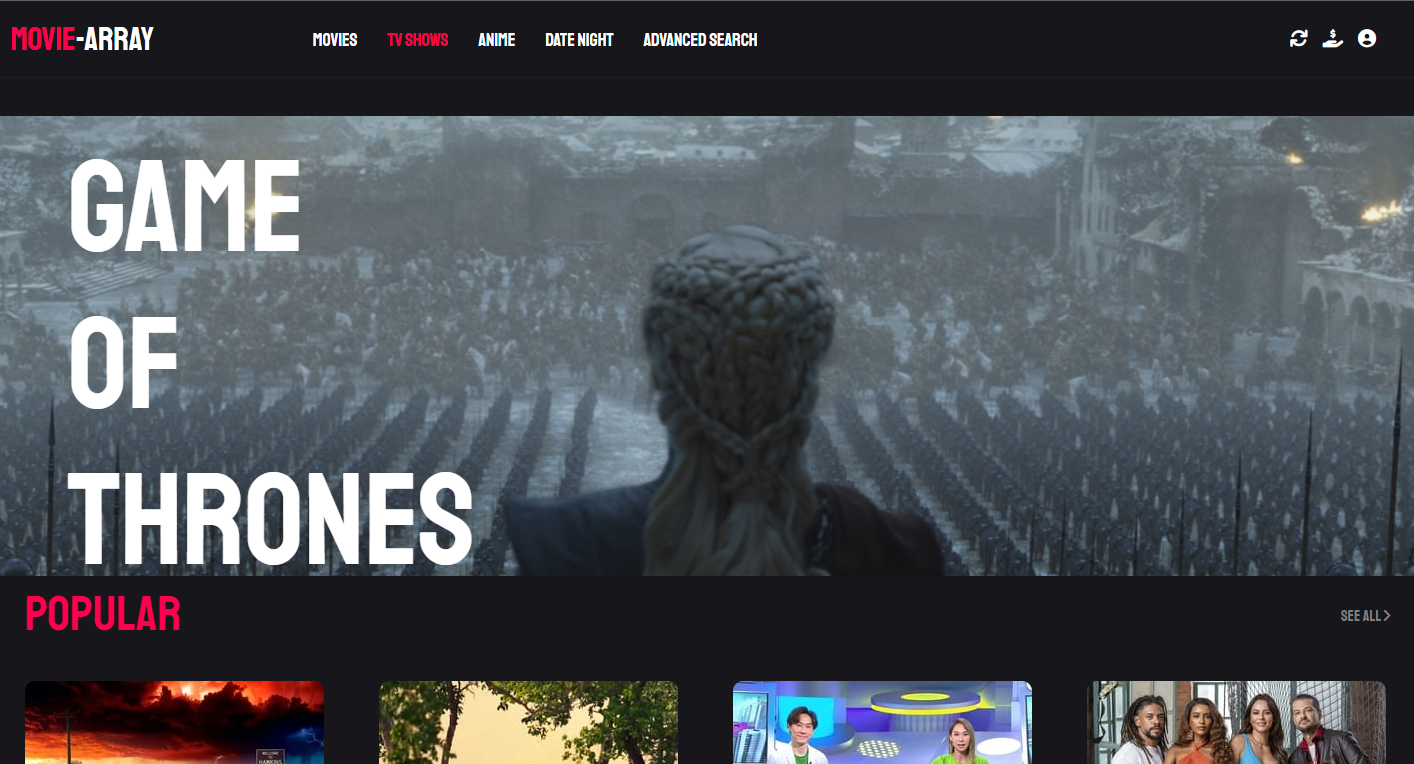 MOVIE-ARRAY
MOVIES TV SHOWS ANIME DATE NIGHT ADVANCED SEARCH
GAME
OF
THRONES
POPULAR
SEE ALL
WELCOME
TO
HAWKINS